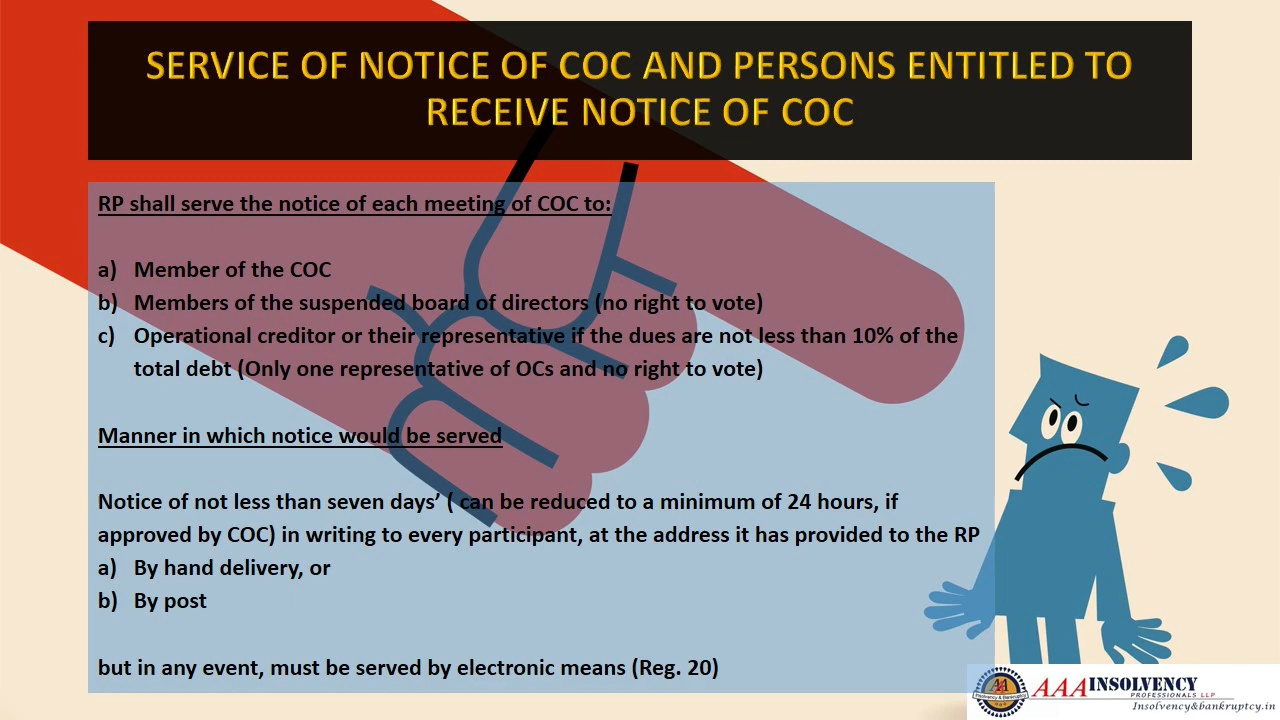 SERVICE OF NOTICE OF COC AND PERSONS ENTITLED TO
RECEIVE NOTICE OF COC
RP shall serve the notice of each meeting of COC to:
a) Member of the COC
b) Members of the suspended board of directors (no right to vote)
c) Operational creditor or their representative if the dues are not less than 10% of the
total debt (Only one representative of OCs and no right to vote)
Manner in which notice would be served
Notice of not less than seven days’ ( can be reduced to a minimum of 24 hours, if
approved by COC) in writing to every participant, at the address it has provided to the RP
a) By hand delivery, or
b) By post
but in any event, must be served by electronic means (Reg. 20)
AAA INSOLVENCY
PROFESSIONALS LLP
Insolvency&bankruptcy.in